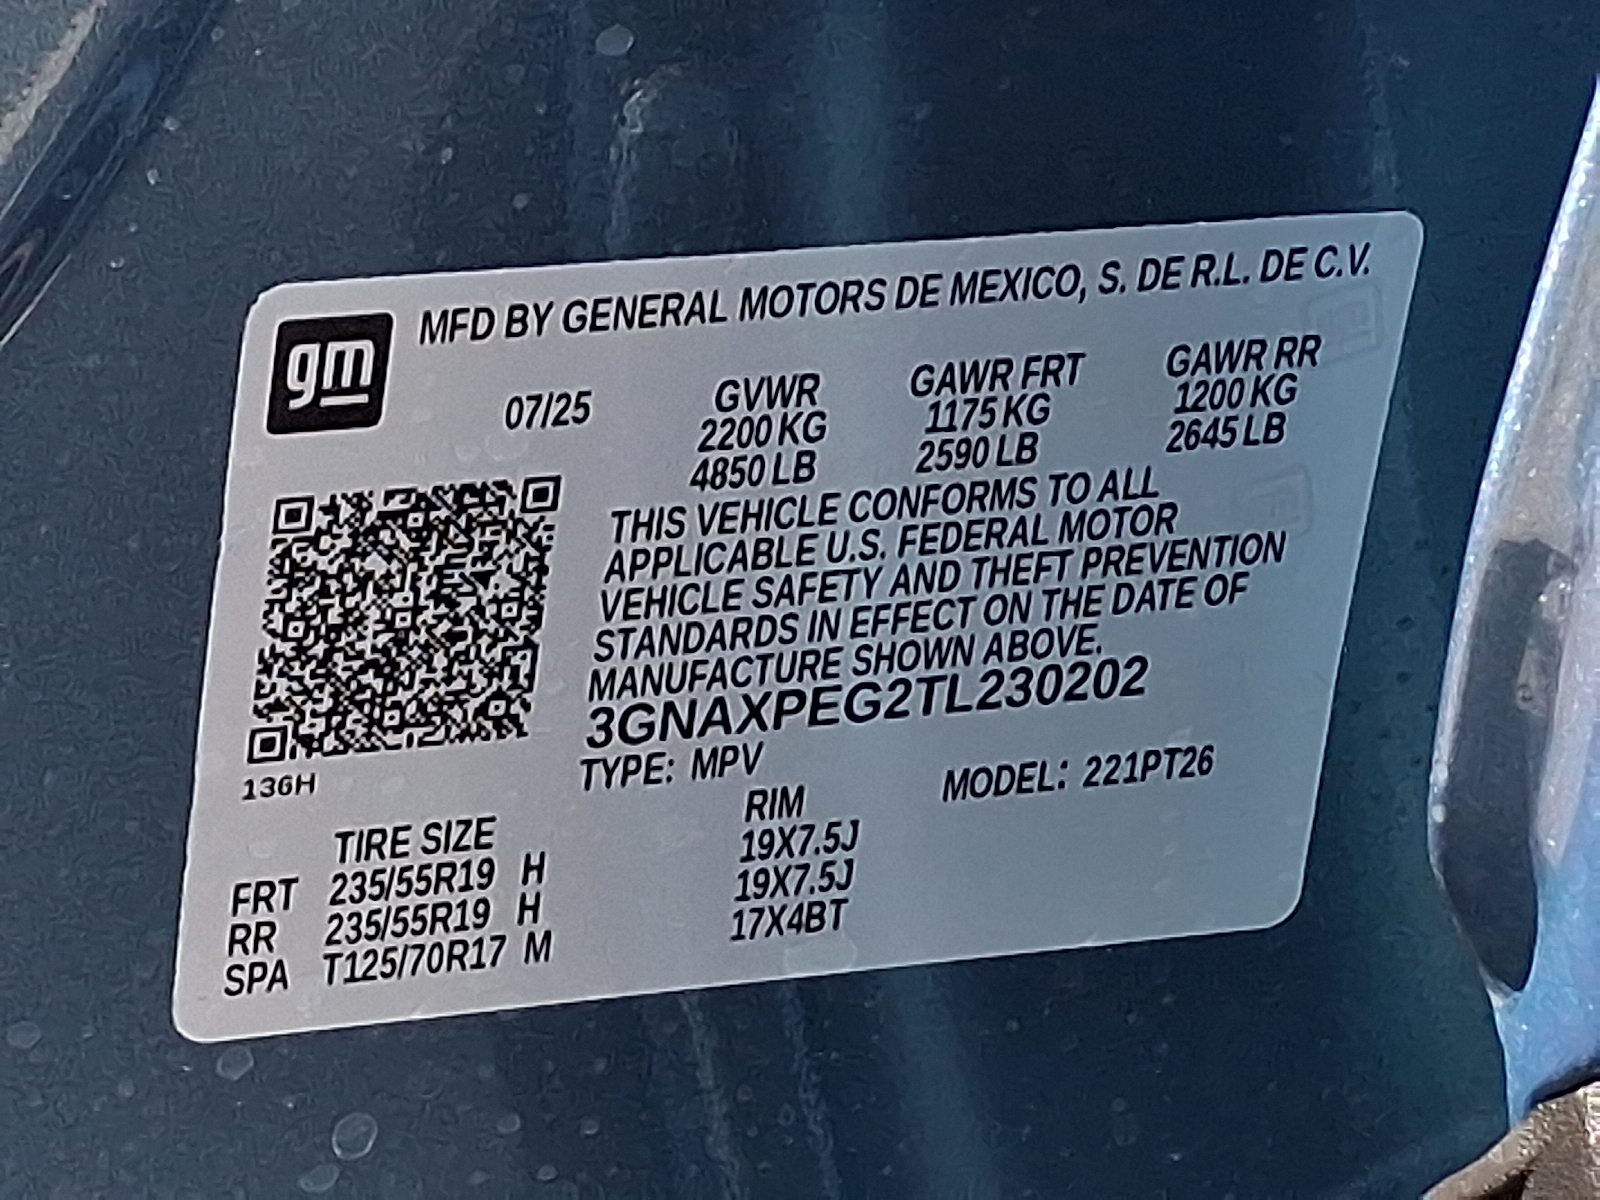 gm
MFD BY GENERAL MOTORS DE MEXICO, S. DE R.L. DE C.V.
07/25 GVWR GAWR FRT GAWR RR
2200 KG 1175 KG 1200 KG
4850 LB 2590 LB 2645 LB
THIS VEHICLE CONFORMS TO ALL
APPLICABLE U.S. FEDERAL MOTOR
VEHICLE SAFETY AND THEFT PREVENTION
STANDARDS IN EFFECT ON THE DATE OF
MANUFACTURE SHOWN ABOVE.
3GNAXPEG2TL230202
136H
TYPE: MPV MODEL: 221PT26
TIRE SIZE RIM
FRT 235/55R19 H 19X7.5J
RR 235/55R19 H 19X7.5J
SPA T125/70R17 M 17X4BT